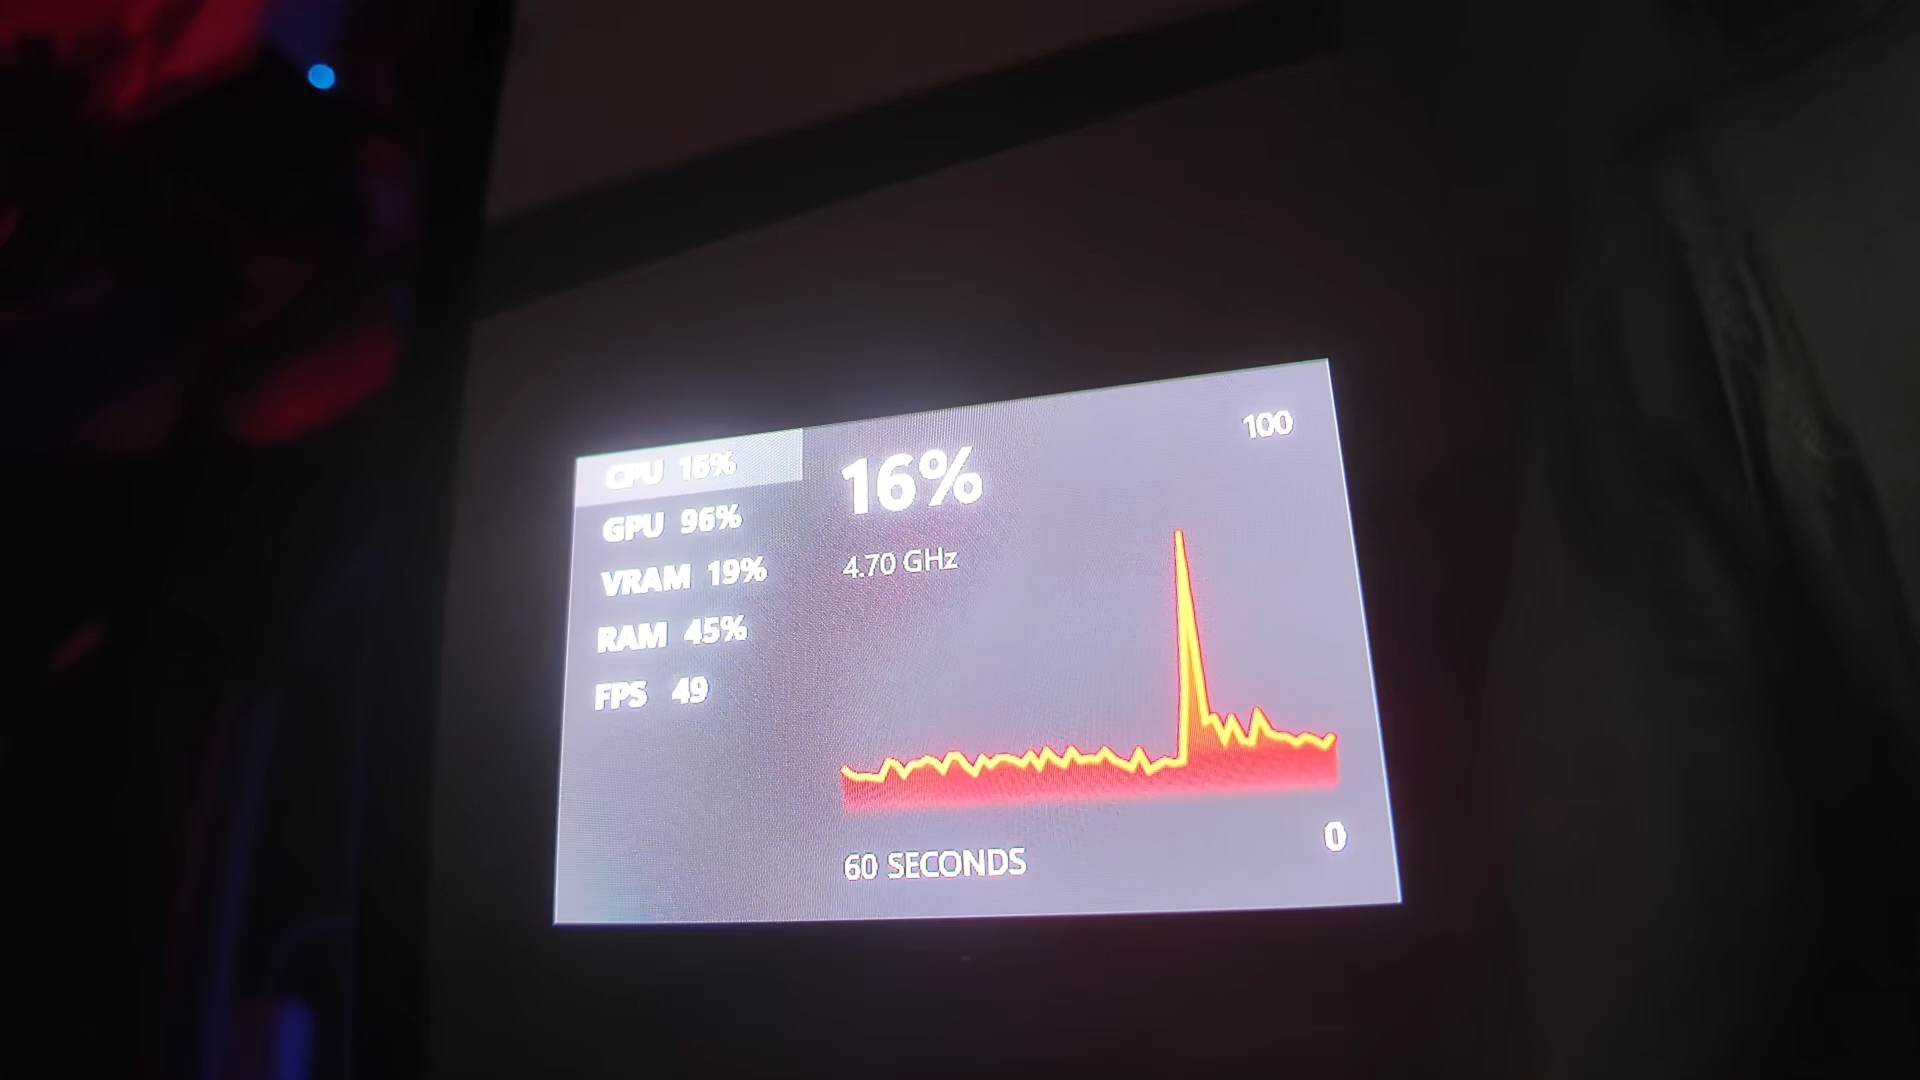 CPU 16%
GPU 96%
VRAM 19%
RAM 45%
FPS 49
16%
4.70 GHz
100
60 SECONDS
0